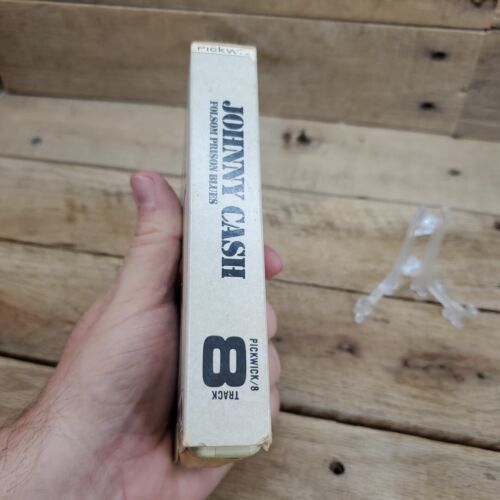 PICKWICK
JOHNNY CASH
FOLSOM PRISON BLUES
PICKWICK/8
8
TRACK